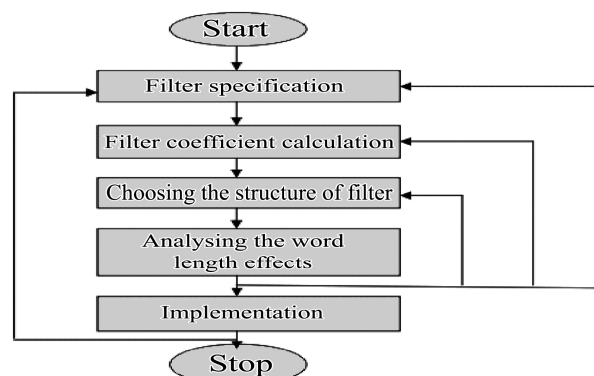 Start
Filter specification
Filter coefficient calculation
Choosing the structure of filter
Analysing the word
length effects
Implementation
Stop